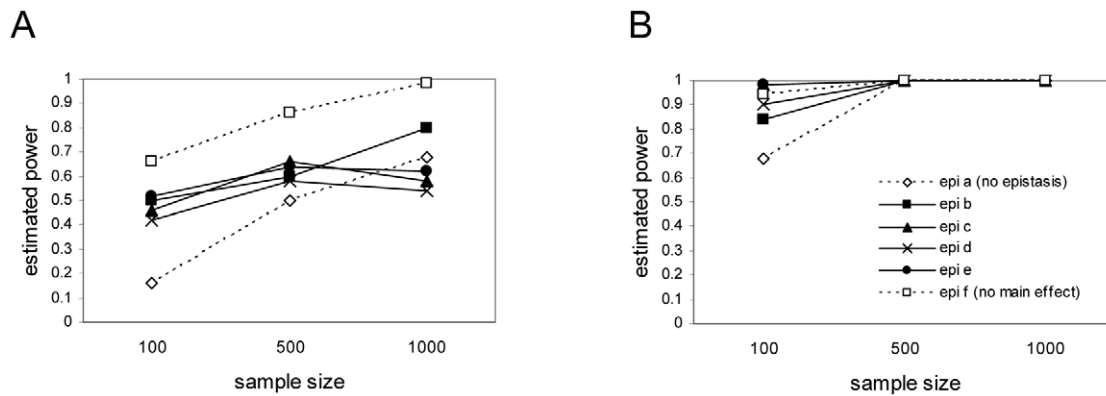 A
estimated power
1
0.9
0.8
0.7
0.6
0.5
0.4
0.3
0.2
0.1
0
100 500 1000
sample size
B
estimated power
1
0.9
0.8
0.7
0.6
0.5
0.4
0.3
0.2
0.1
0
epi a (no epistasis)
epi b
epi c
epi d
epi e
epi f (no main effect)
100 500 1000
sample size